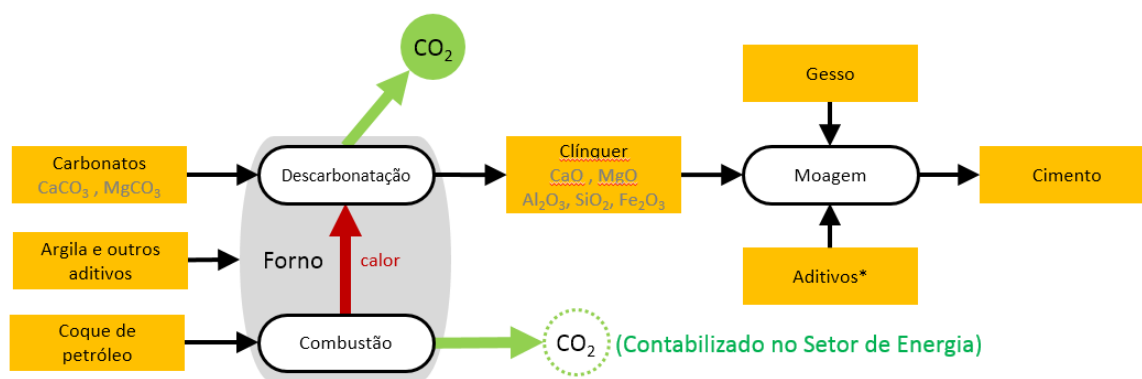 CO₂
Gesso
Carbonatos
CaCO₃ , MgCO₃
Descarbonatação
Clínquer
CaO , MgO
Al₂O₃, SiO₂, Fe₂O₃
Moagem
Cimento
Argila e outros
aditivos
Forno
calor
Aditivos*
Coque de
petróleo
Combustão
CO₂ (Contabilizado no Setor de Energia)